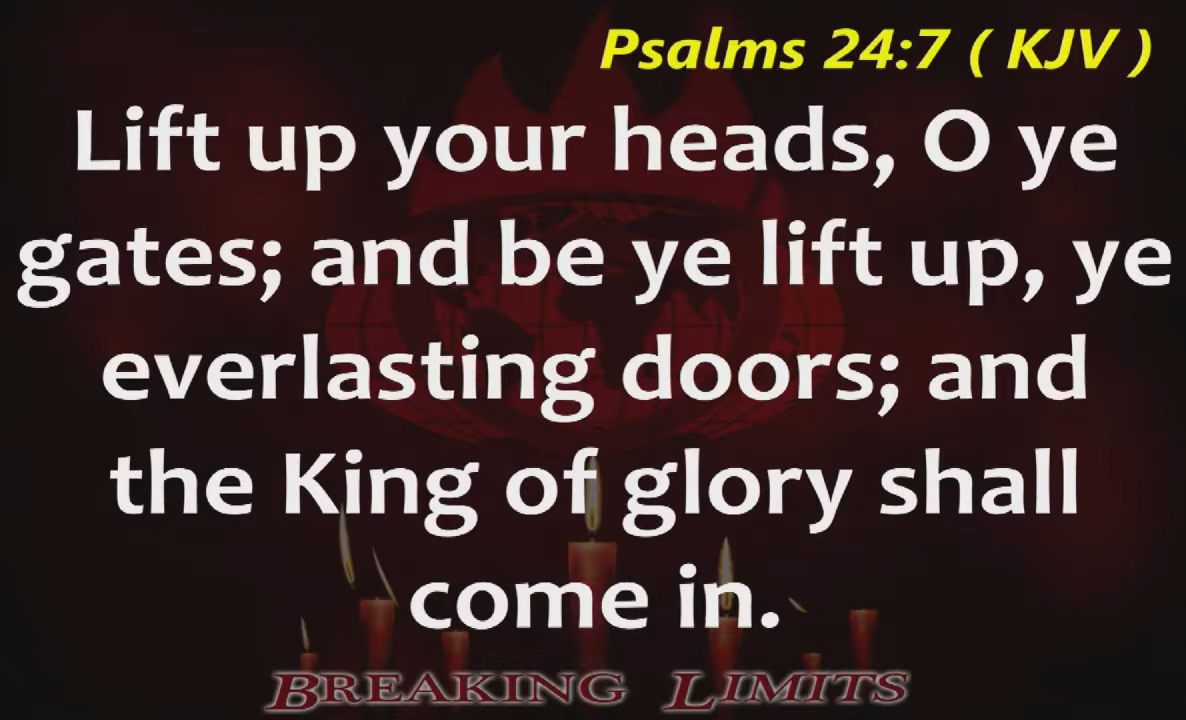 Psalms 24:7 ( KJV )
Lift up your heads, O ye
gates; and be ye lift up, ye
everlasting doors; and
the King of glory shall
come in.
BREAKING LIMITS